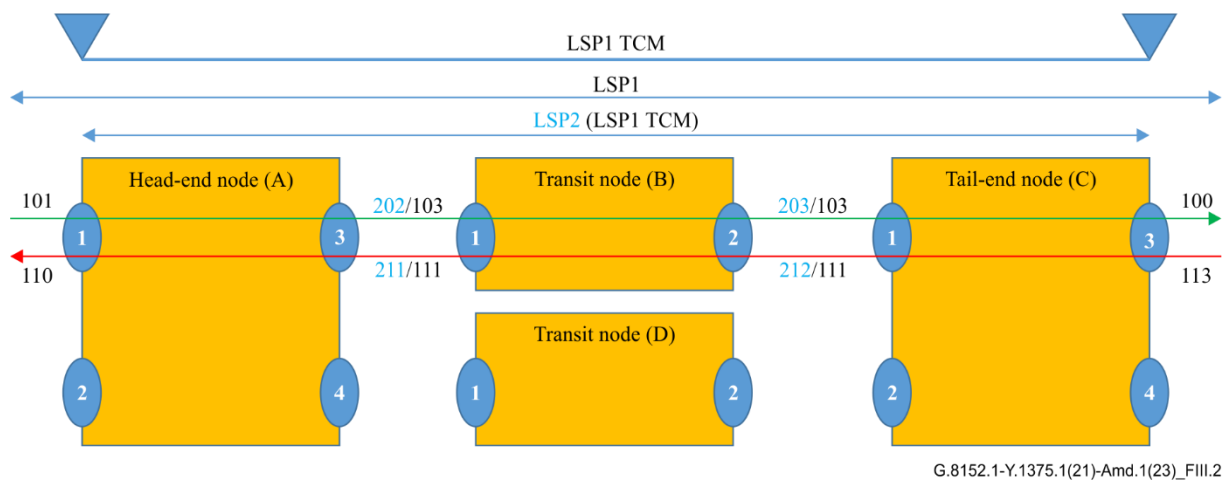 LSP1 TCM
LSP1
LSP2 (LSP1 TCM)
Head-end node (A)
Transit node (B)
Tail-end node (C)
101
202/103
203/103
100
1
3
1
2
1
3
110
211/111
212/111
113
Transit node (D)
2
4
1
2
2
4
G.8152.1-Y.1375.1(21)-Amd.1(23)_FIII.2